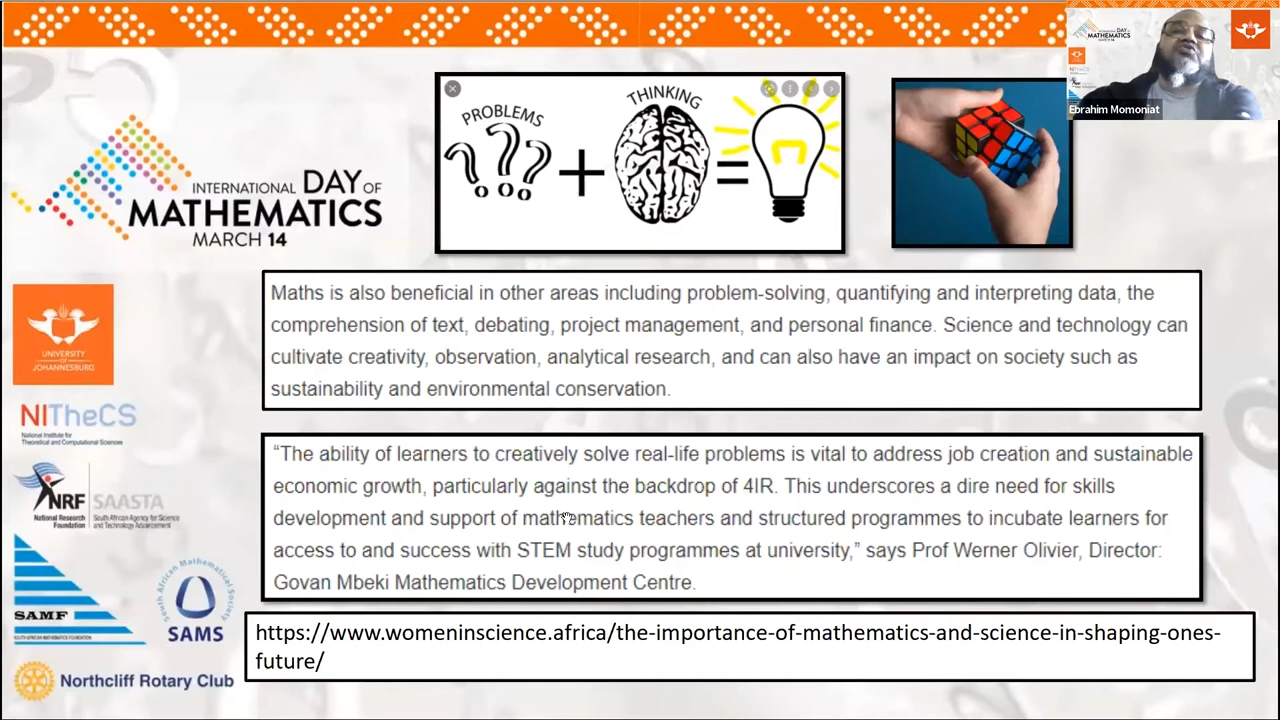 Ebrahim Momoniat
PROBLEMS
THINKING
INTERNATIONAL DAY OF
MATHEMATICS
MARCH 14
Maths is also beneficial in other areas including problem-solving, quantifying and interpreting data, the
comprehension of text, debating, project management, and personal finance. Science and technology can
cultivate creativity, observation, analytical research, and can also have an impact on society such as
sustainability and environmental conservation.
UNIVERSITY
OF
JOHANNESBURG
NITheCS
National Institute for
Theoretical and Computational Sciences
“The ability of learners to creatively solve real-life problems is vital to address job creation and sustainable
economic growth, particularly against the backdrop of 4IR. This underscores a dire need for skills
development and support of mathematics teachers and structured programmes to incubate learners for
access to and success with STEM study programmes at university,” says Prof Werner Olivier, Director:
Govan Mbeki Mathematics Development Centre.
NRF SAASTA
National Research South African Agency for Science
Foundation and Technology Advancement
SAMF
SOUTH AFRICAN MATHEMATICS FOUNDATION
South African Mathematical Society
SAMS
https://www.womeninscience.africa/the-importance-of-mathematics-and-science-in-shaping-ones-
future/
Northcliff Rotary Club